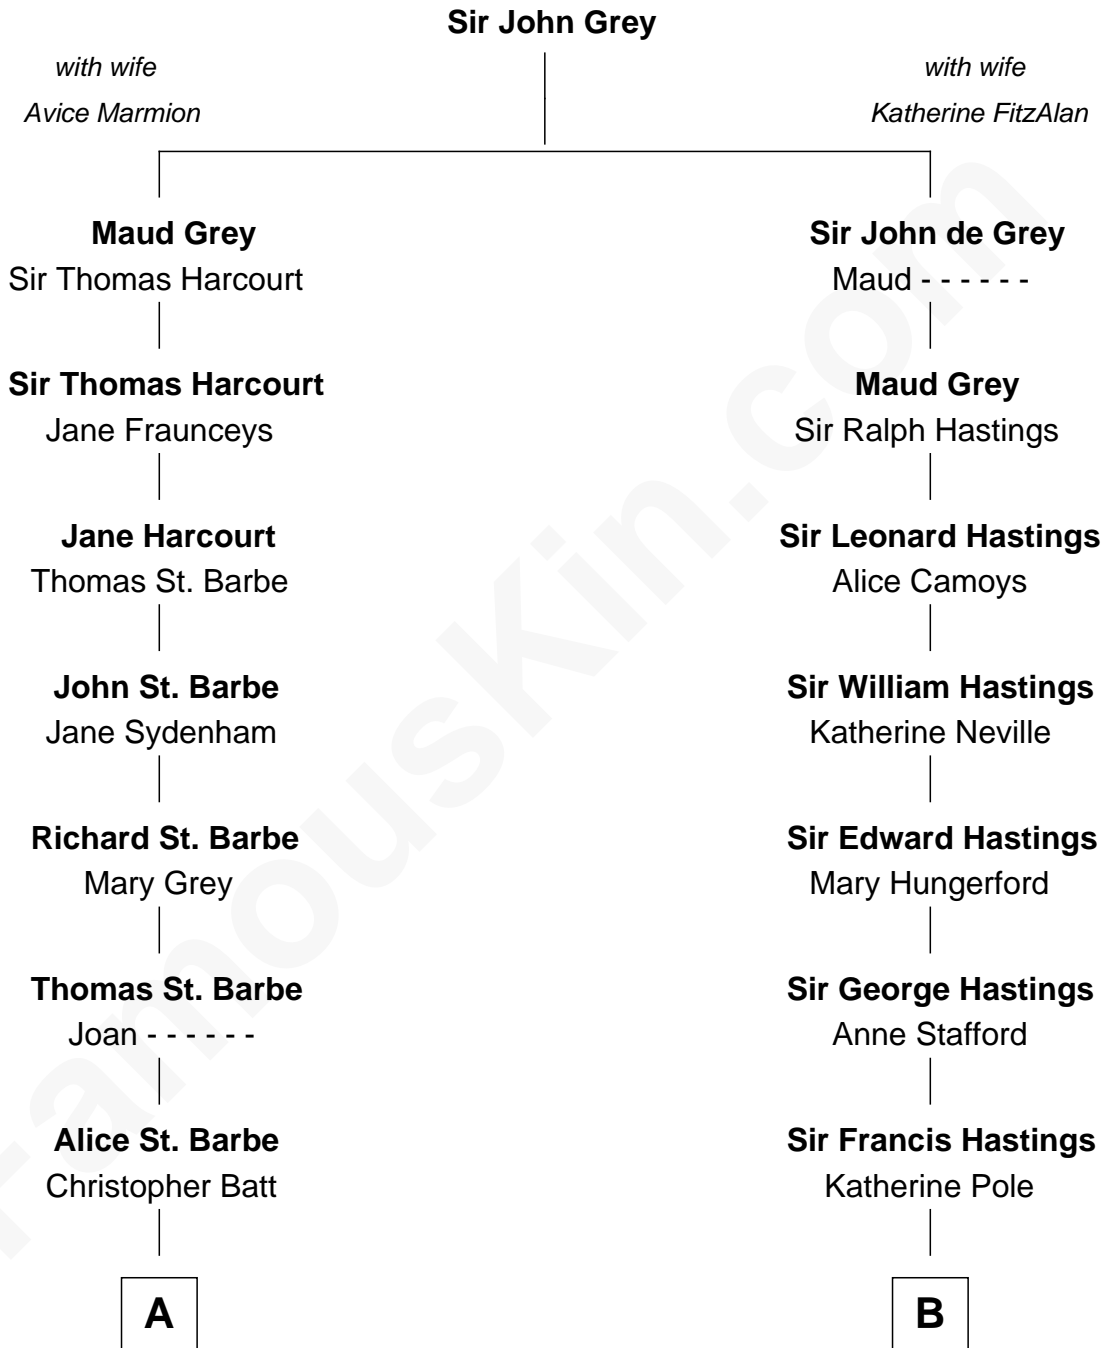 Sir John Grey
with wife
Avice Marmion
with wife
Katherine FitzAlan
Maud Grey
Sir Thomas Harcourt
Sir John de Grey
Maud - - - - - -
Sir Thomas Harcourt
Jane Fraunceys
Maud Grey
Sir Ralph Hastings
Jane Harcourt
Thomas St. Barbe
Sir Leonard Hastings
Alice Camoys
John St. Barbe
Jane Sydenham
Sir William Hastings
Katherine Neville
Richard St. Barbe
Mary Grey
Sir Edward Hastings
Mary Hungerford
Thomas St. Barbe
Joan - - - - - -
Sir George Hastings
Anne Stafford
Alice St. Barbe
Christopher Batt
Sir Francis Hastings
Katherine Pole
A
B
FamousKin.com